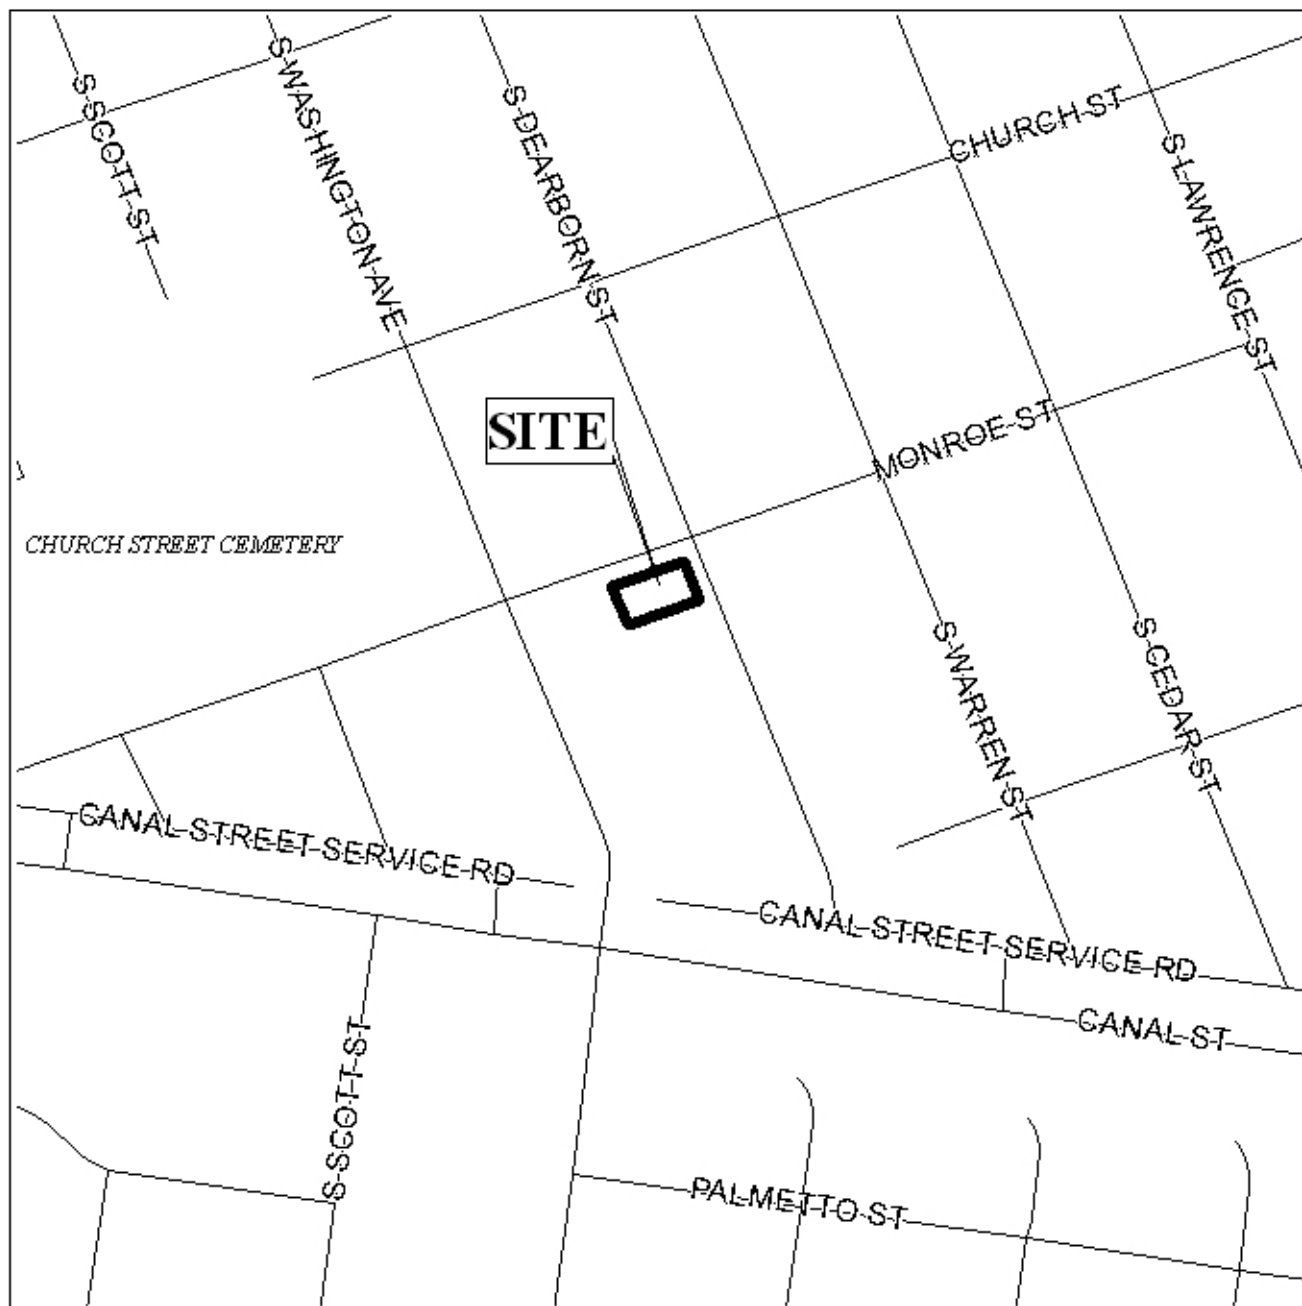 S SCOTT ST
S WASHINGTON AVE
S DEARBORN ST
CHURCH ST
S LAWRENCE ST
SITE
MONROE ST
CHURCH STREET CEMETERY
S WARREN ST
S CEDAR ST
CANAL STREET SERVICE RD
CANAL STREET SERVICE RD
CANAL ST
S SCOTT ST
PALMETTO ST